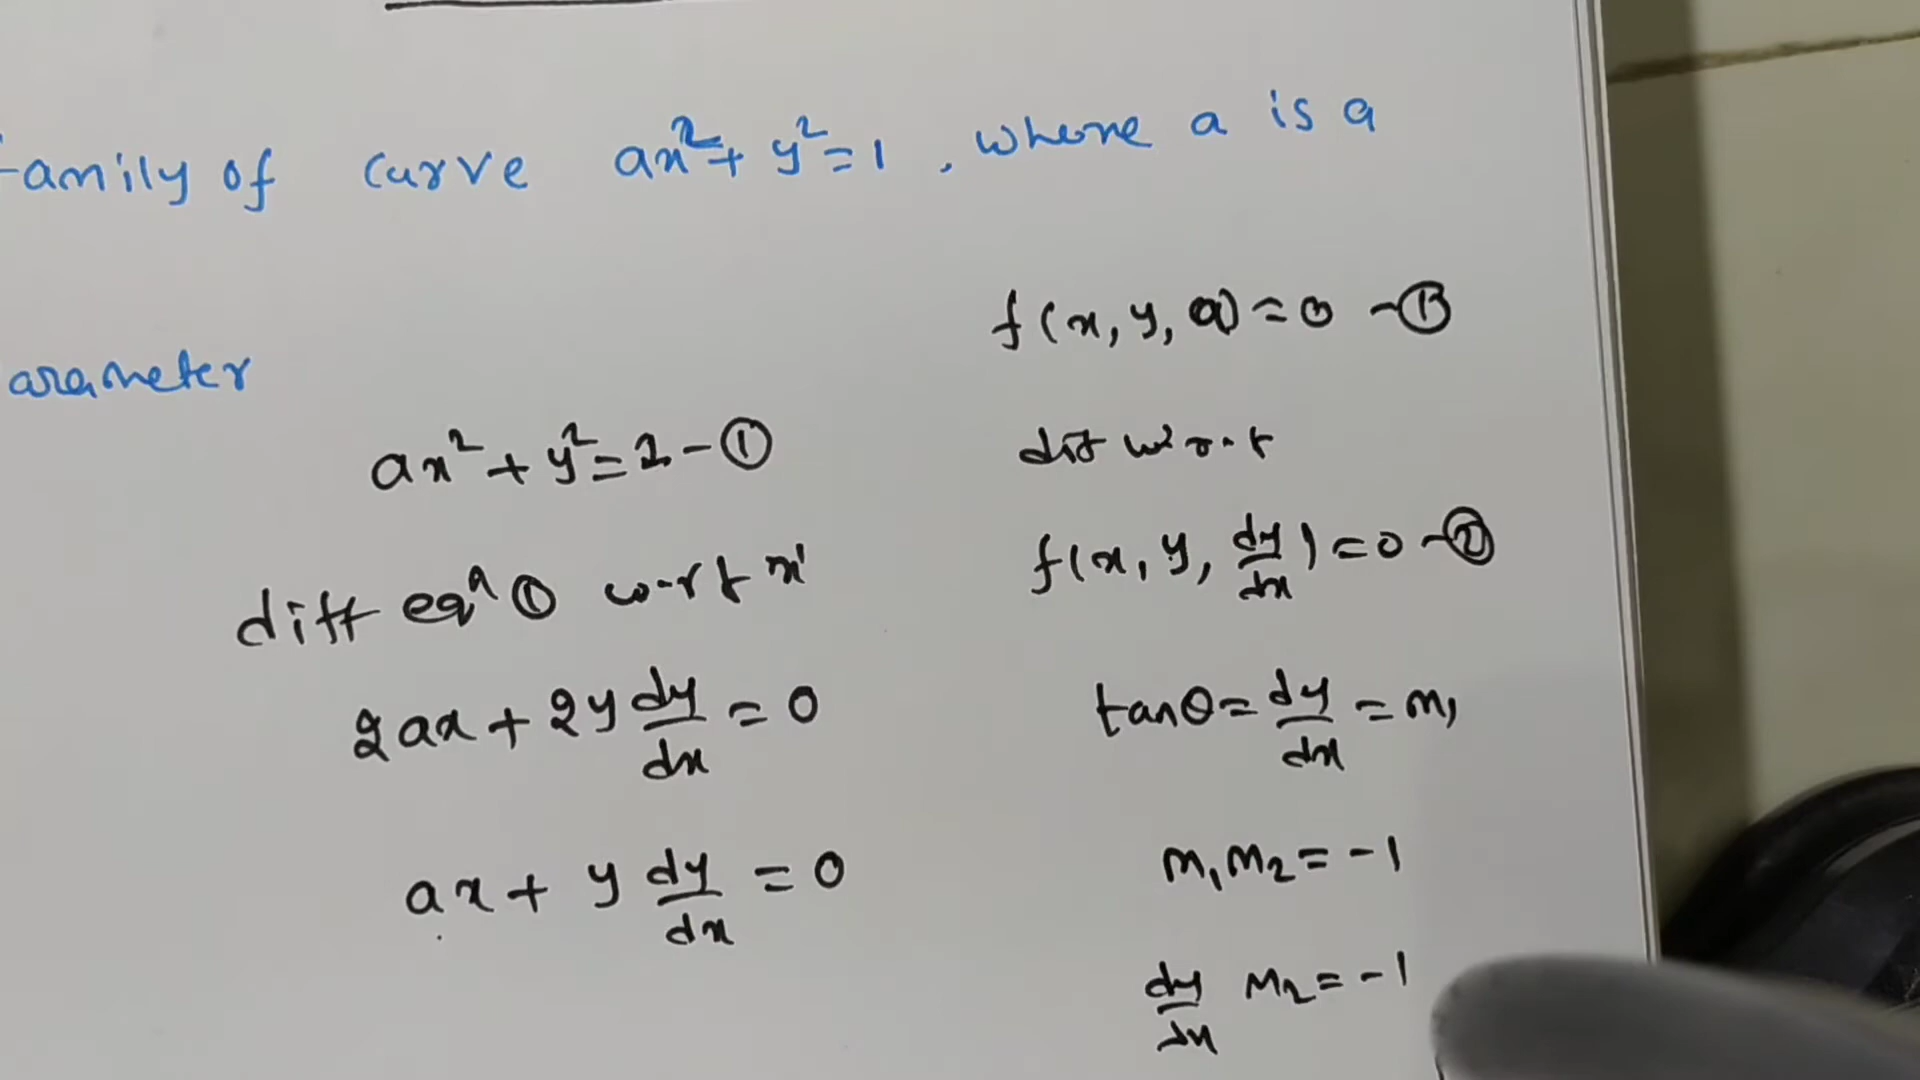 amily of curve ax²+ y²=1, where a is a
arameter
f(x, y, a)=0 -①
ax²+y²=1-①
dif w.r.t
diff eqⁿ ① w.r.t 'x'
f(x, y, dy/dx)=0-②
2ax+2y dy/dx=0
tanθ=dy/dx=m₁
ax+ y dy/dx=0
m₁m₂=-1
dy/dx m₂=-1